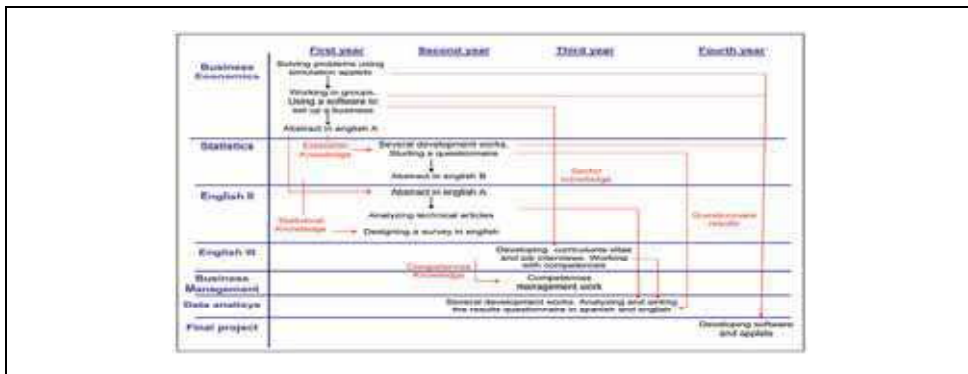 First year Second year Third year Fourth year
Business
Economics
Solving problems using
simulation applets
Working in groups.
Using a software to
set up a business
Abstract in english A
Statistics
Economic
Knowledge
Several development works.
Starting a questionnaire
Abstract in english B
Sector
knowledge
English II
Abstract in english A
Analyzing technical articles
Statistical
Knowledge
Designing a survey in english
Questionnaire
results
English III
Developing curriculums vitae
and job interviews. Working
with competences
Competences
Knowledge
Business
Management
Competences
management work
Data analisys
Several development works. Analyzing and writing
the results questionnaire in spanish and english
Final project
Developing software
and applets